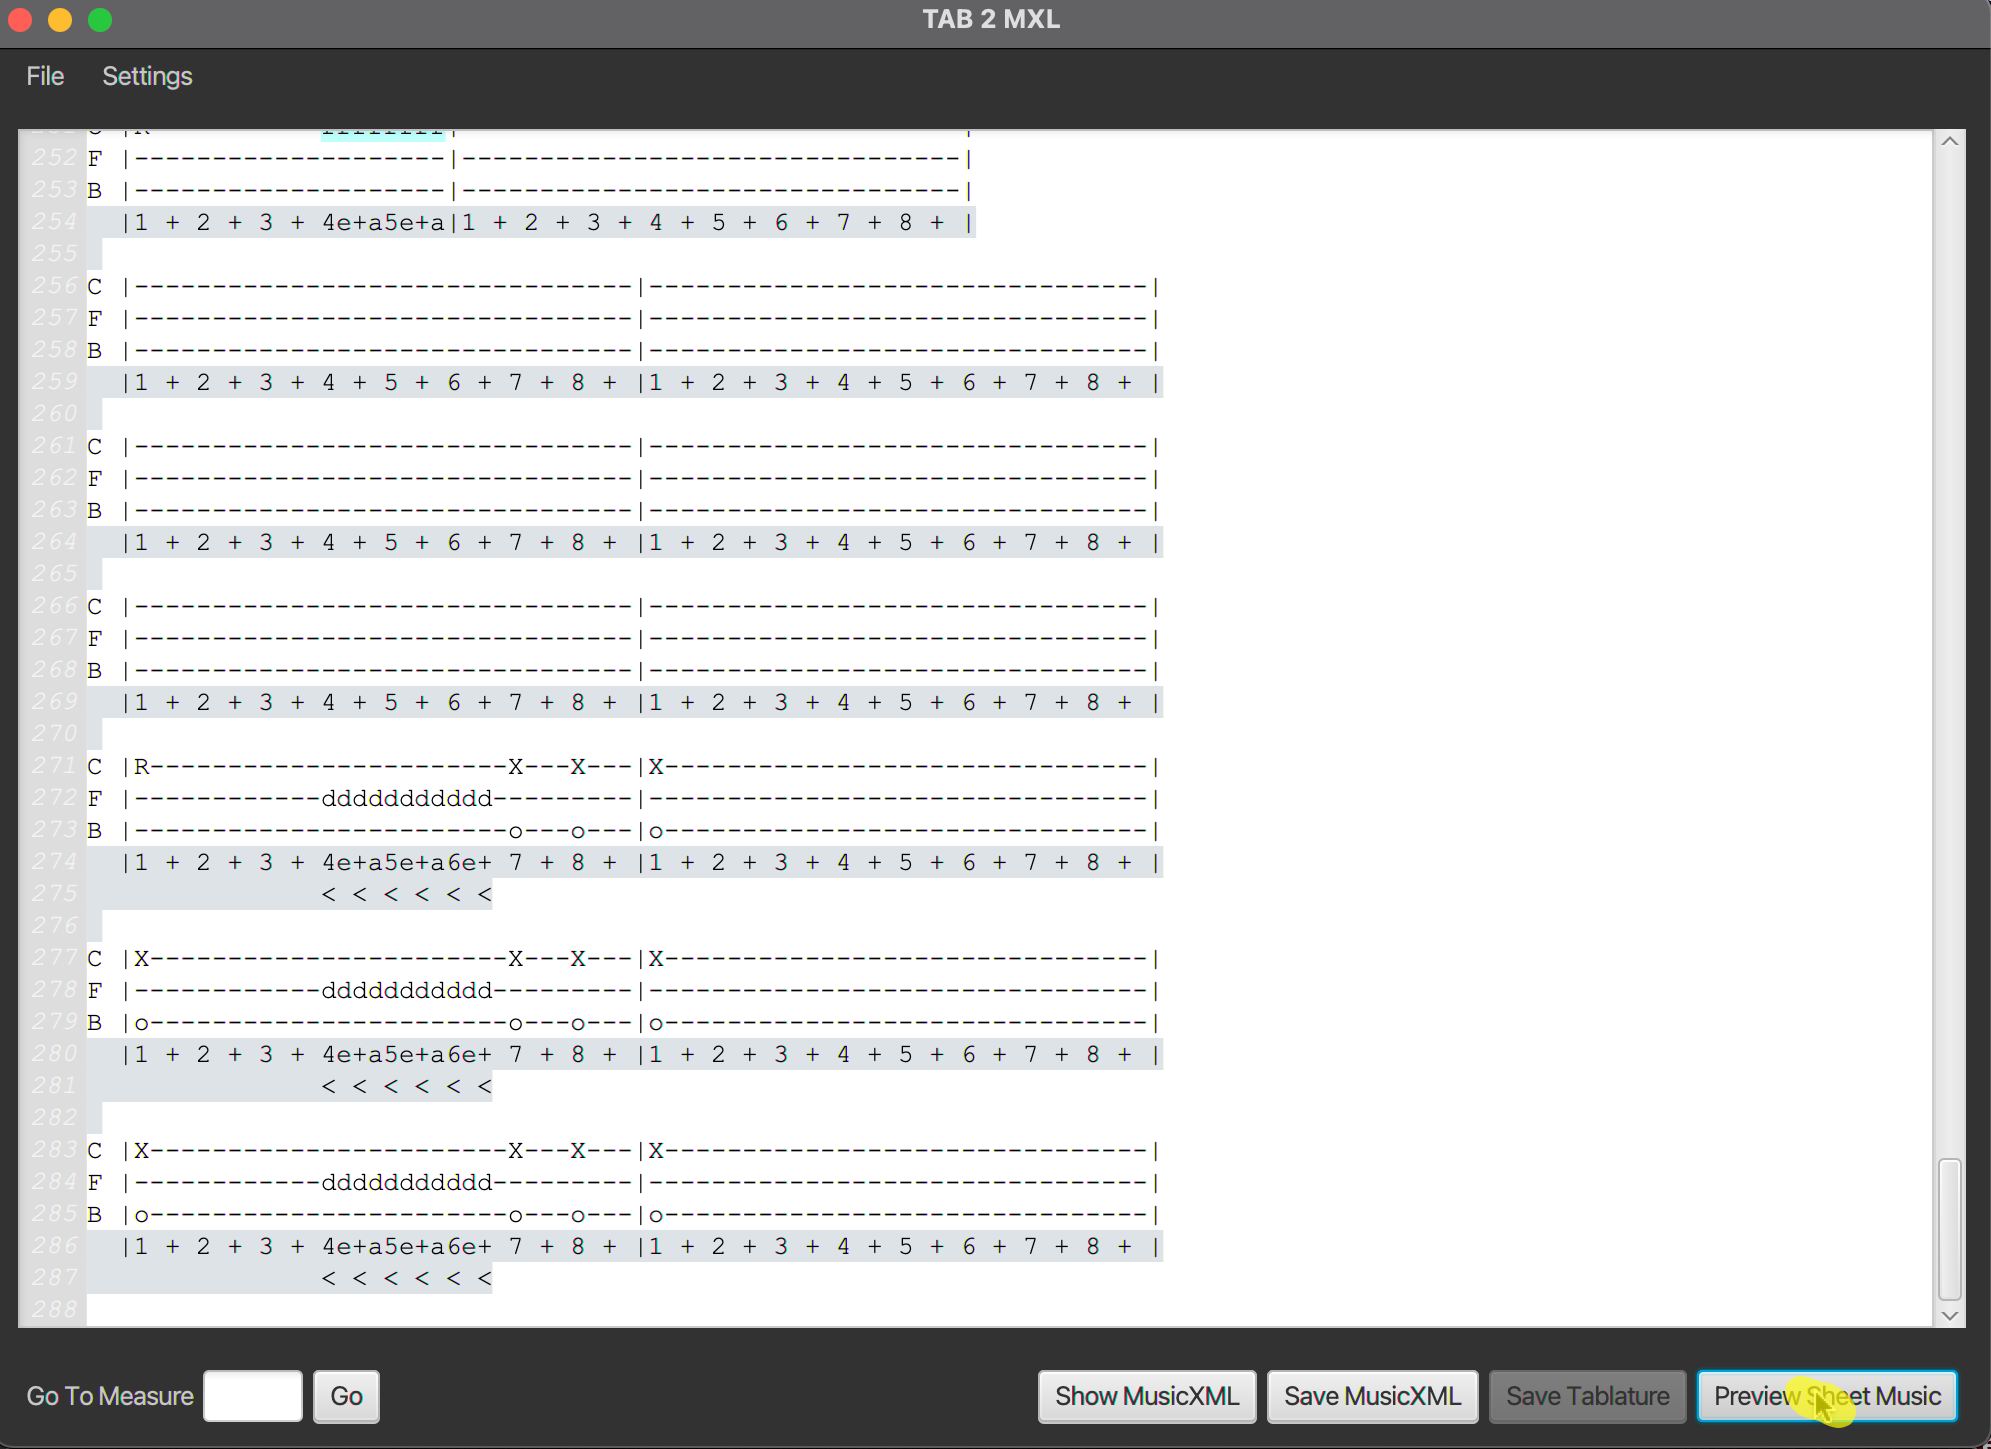 TAB 2 MXL
File Settings
252 F |--------------------|--------------------------------|
253 B |--------------------|--------------------------------|
254   |1 + 2 + 3 + 4e+a5e+a|1 + 2 + 3 + 4 + 5 + 6 + 7 + 8 + |
255
256 C |--------------------------------|--------------------------------|
257 F |--------------------------------|--------------------------------|
258 B |--------------------------------|--------------------------------|
259   |1 + 2 + 3 + 4 + 5 + 6 + 7 + 8 + |1 + 2 + 3 + 4 + 5 + 6 + 7 + 8 + |
260
261 C |--------------------------------|--------------------------------|
262 F |--------------------------------|--------------------------------|
263 B |--------------------------------|--------------------------------|
264   |1 + 2 + 3 + 4 + 5 + 6 + 7 + 8 + |1 + 2 + 3 + 4 + 5 + 6 + 7 + 8 + |
265
266 C |--------------------------------|--------------------------------|
267 F |--------------------------------|--------------------------------|
268 B |--------------------------------|--------------------------------|
269   |1 + 2 + 3 + 4 + 5 + 6 + 7 + 8 + |1 + 2 + 3 + 4 + 5 + 6 + 7 + 8 + |
270
271 C |R-----------------------X---X---|X-------------------------------|
272 F |------------ddddddddddd---------|--------------------------------|
273 B |------------------------o---o---|o-------------------------------|
274   |1 + 2 + 3 + 4e+a5e+a6e+ 7 + 8 + |1 + 2 + 3 + 4 + 5 + 6 + 7 + 8 + |
275                < < < < < <
276
277 C |X-----------------------X---X---|X-------------------------------|
278 F |------------ddddddddddd---------|--------------------------------|
279 B |o-----------------------o---o---|o-------------------------------|
280   |1 + 2 + 3 + 4e+a5e+a6e+ 7 + 8 + |1 + 2 + 3 + 4 + 5 + 6 + 7 + 8 + |
281                < < < < < <
282
283 C |X-----------------------X---X---|X-------------------------------|
284 F |------------ddddddddddd---------|--------------------------------|
285 B |o-----------------------o---o---|o-------------------------------|
286   |1 + 2 + 3 + 4e+a5e+a6e+ 7 + 8 + |1 + 2 + 3 + 4 + 5 + 6 + 7 + 8 + |
287                < < < < < <
288
Go To Measure Go Show MusicXML Save MusicXML Save Tablature Preview Sheet Music